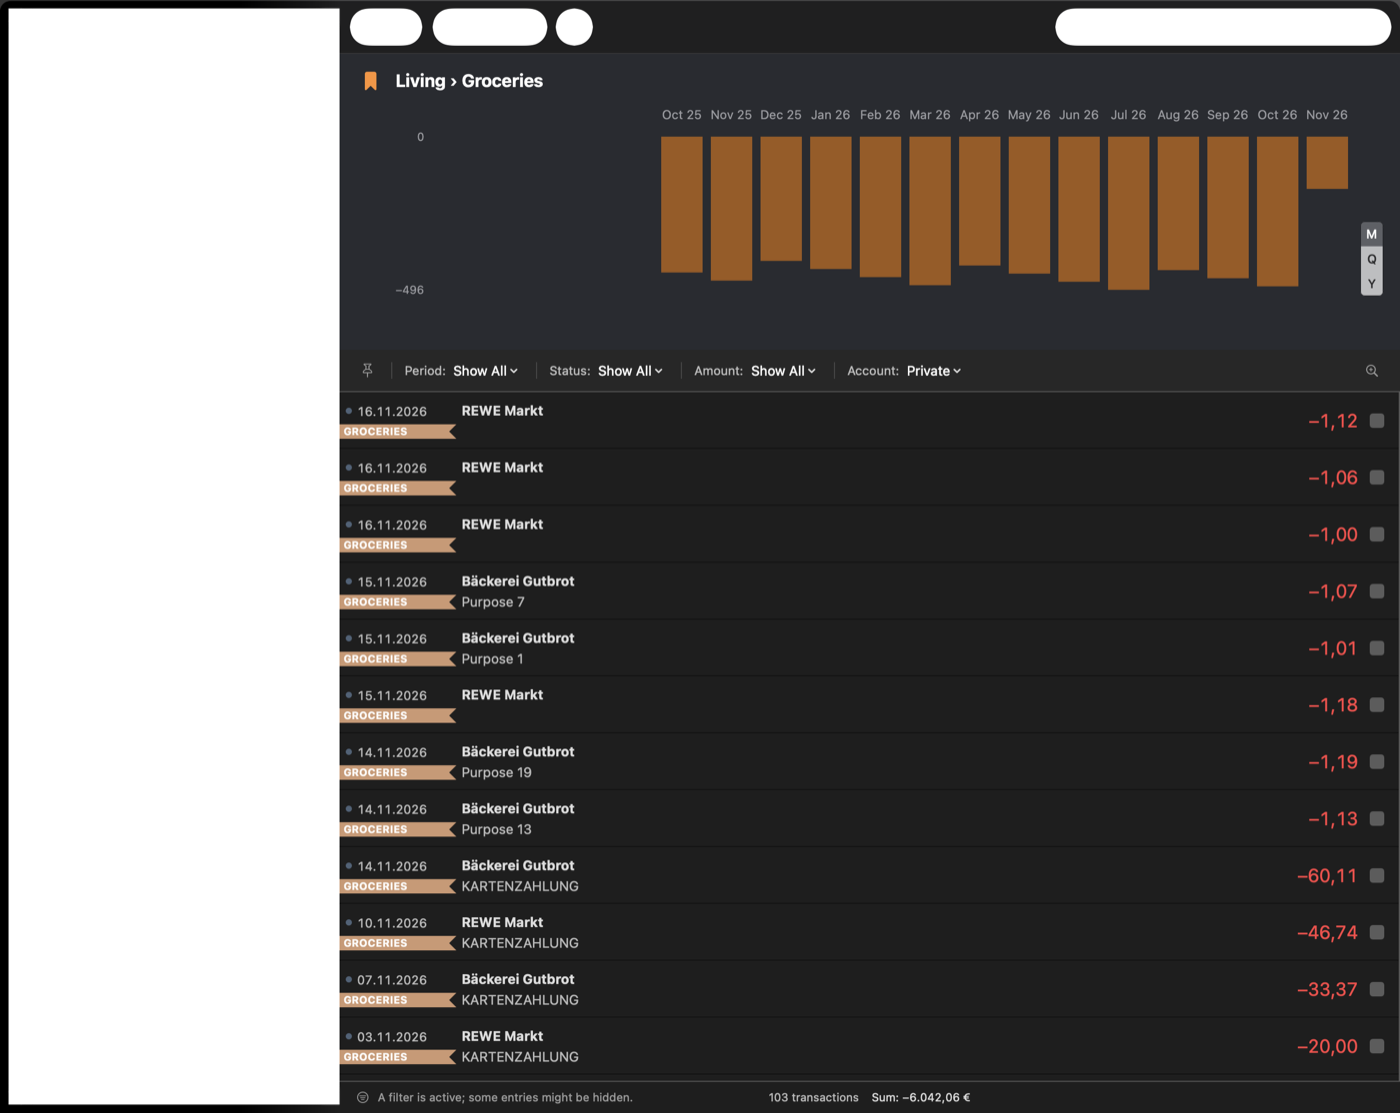 Living › Groceries
Oct 25 Nov 25 Dec 25 Jan 26 Feb 26 Mar 26 Apr 26 May 26 Jun 26 Jul 26 Aug 26 Sep 26 Oct 26 Nov 26
0
−496
M
Q
Y
Period: Show All Status: Show All Amount: Show All Account: Private
16.11.2026 REWE Markt −1,12
GROCERIES
16.11.2026 REWE Markt −1,06
GROCERIES
16.11.2026 REWE Markt −1,00
GROCERIES
15.11.2026 Bäckerei Gutbrot −1,07
GROCERIES Purpose 7
15.11.2026 Bäckerei Gutbrot −1,01
GROCERIES Purpose 1
15.11.2026 REWE Markt −1,18
GROCERIES
14.11.2026 Bäckerei Gutbrot −1,19
GROCERIES Purpose 19
14.11.2026 Bäckerei Gutbrot −1,13
GROCERIES Purpose 13
14.11.2026 Bäckerei Gutbrot −60,11
GROCERIES KARTENZAHLUNG
10.11.2026 REWE Markt −46,74
GROCERIES KARTENZAHLUNG
07.11.2026 Bäckerei Gutbrot −33,37
GROCERIES KARTENZAHLUNG
03.11.2026 REWE Markt −20,00
GROCERIES KARTENZAHLUNG
A filter is active; some entries might be hidden. 103 transactions Sum: −6.042,06 €